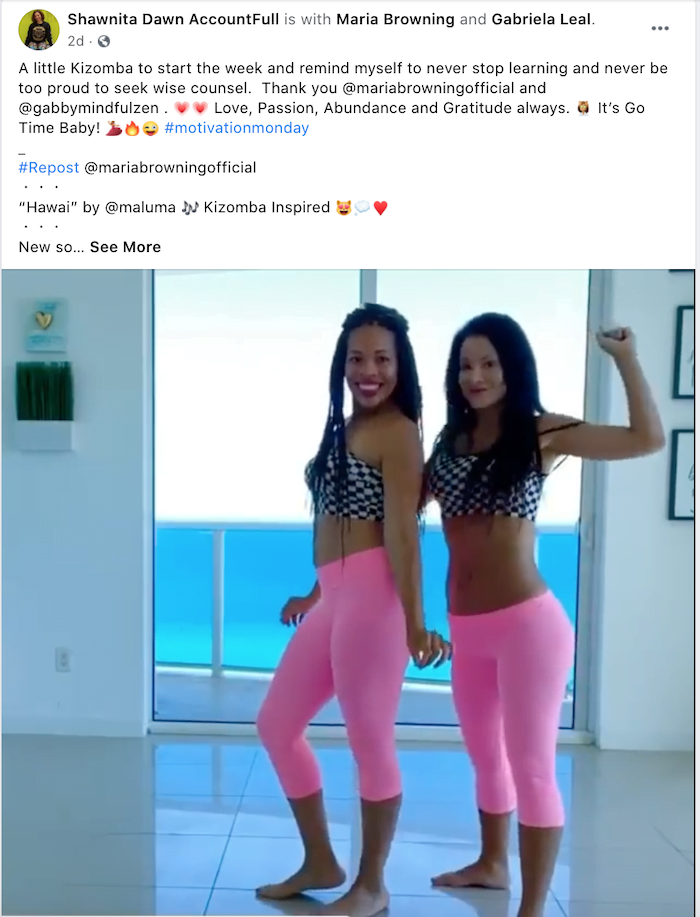 Shawnita Dawn AccountFull is with Maria Browning and Gabriela Leal.
2d ·
A little Kizomba to start the week and remind myself to never stop learning and never be
too proud to seek wise counsel. Thank you @mariabrowningofficial and
@gabbymindfulzen . 💗💗 Love, Passion, Abundance and Gratitude always. 🦉 It's Go
Time Baby! 💃🏾🔥😜 #motivationmonday
_
#Repost @mariabrowningofficial
・・・
“Hawai” by @maluma 🎶 Kizomba Inspired 😻💭❤️
・・・
New so... See More